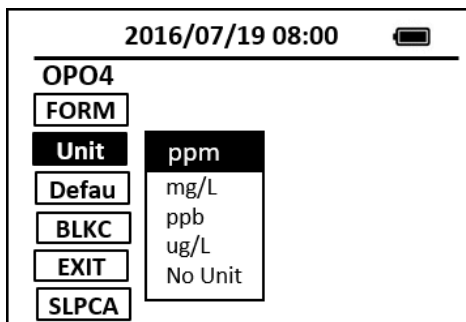 2016/07/19 08:00
OPO4
FORM
Unit
Defau
BLKC
EXIT
SLPCA
ppm
mg/L
ppb
ug/L
No Unit